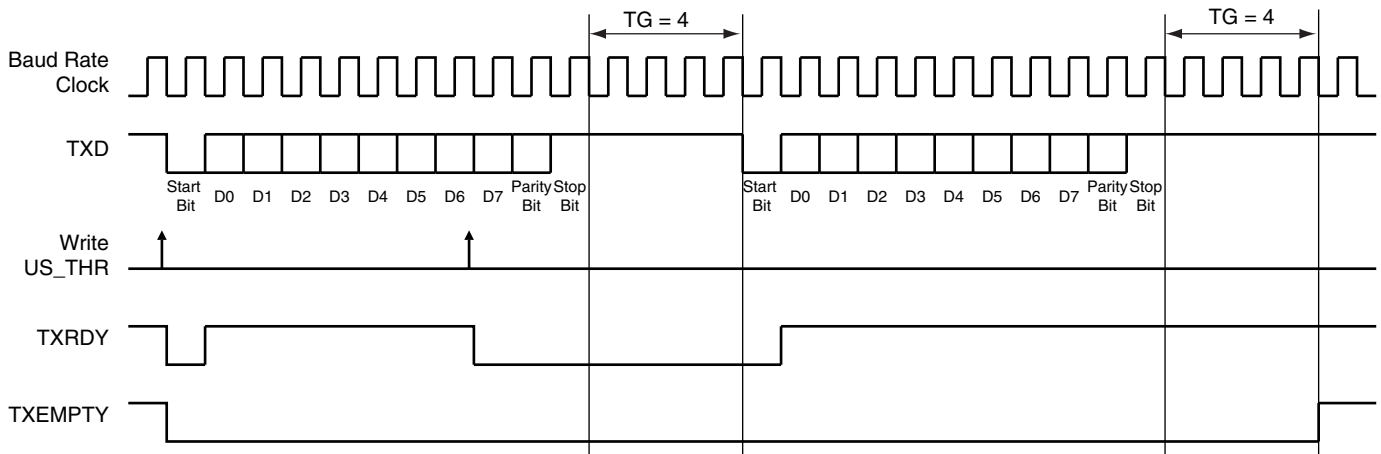 TG = 4
TG = 4
Baud Rate
Clock
TXD
Start
Bit
D0
D1
D2
D3
D4
D5
D6
D7
Parity
Bit
Stop
Bit
Start
Bit
D0
D1
D2
D3
D4
D5
D6
D7
Parity
Bit
Stop
Bit
Write
US_THR
TXRDY
TXEMPTY